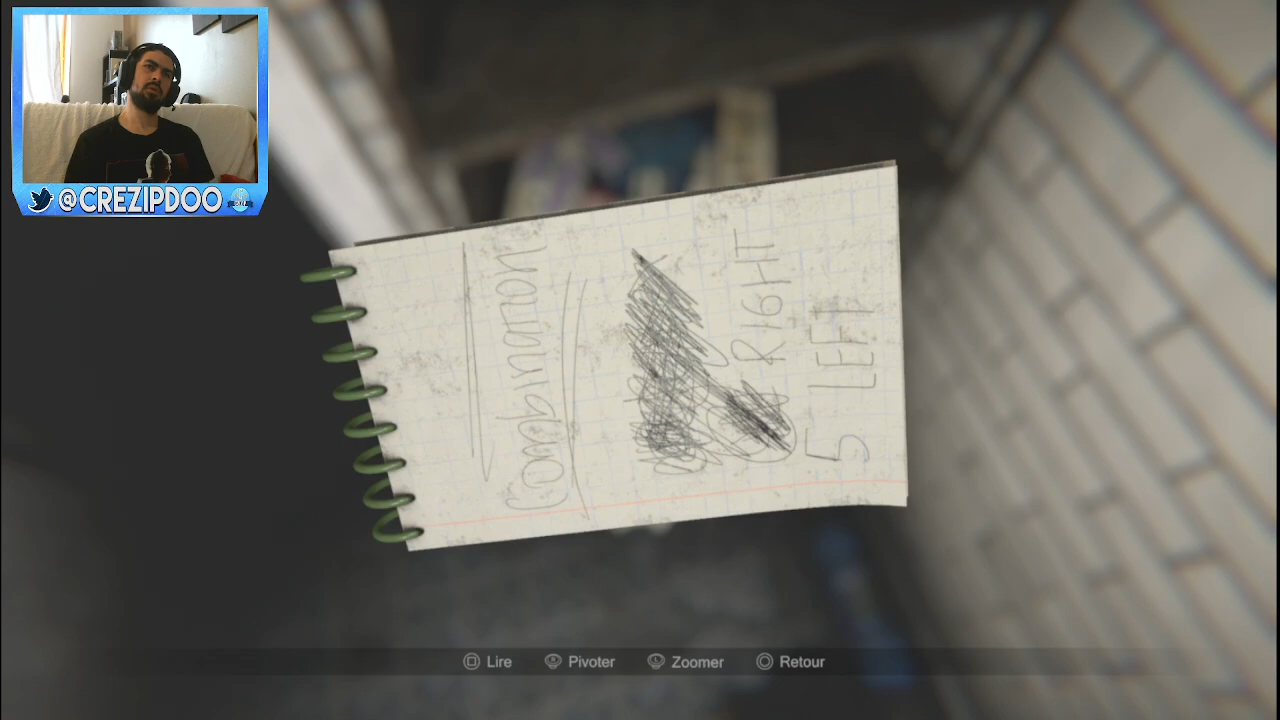 @CREZIPDOO
Combination
RIGHT
5 LEFT
Lire Pivoter Zoomer Retour